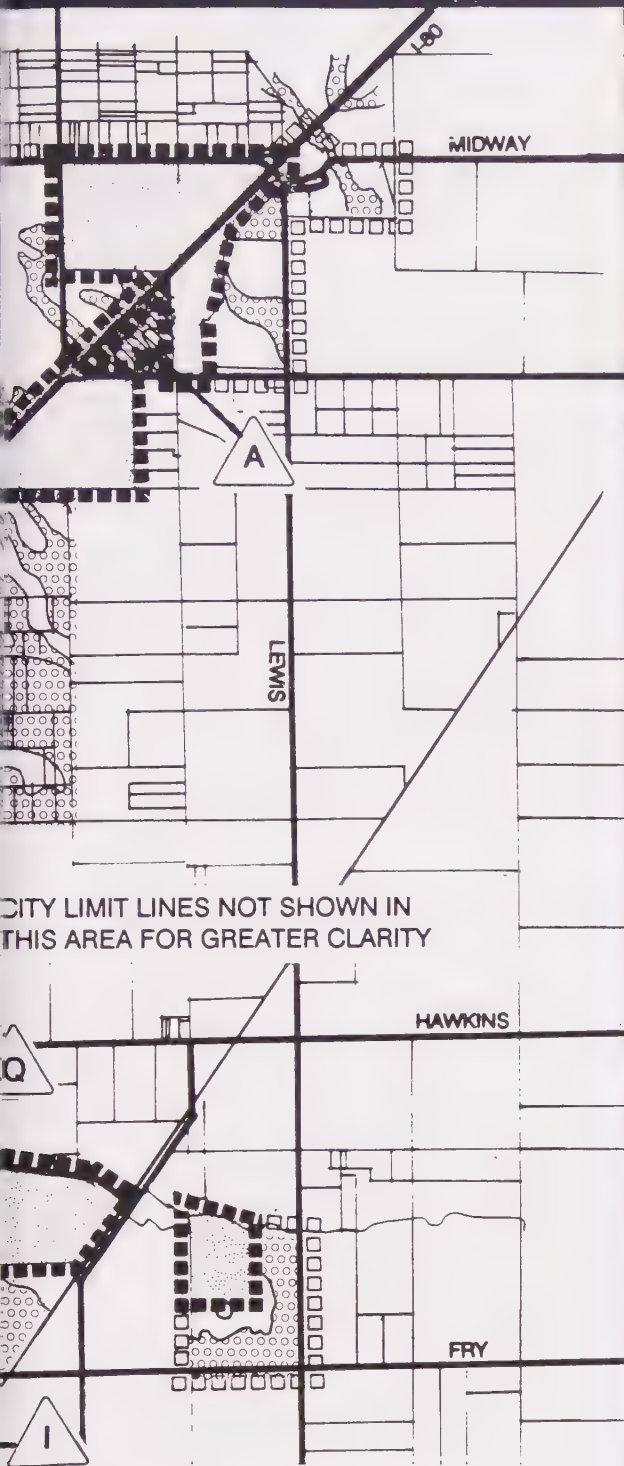 I-80
MIDWAY
A
LEWIS
CITY LIMIT LINES NOT SHOWN IN
THIS AREA FOR GREATER CLARITY
HAWKINS
Q
FRY
I